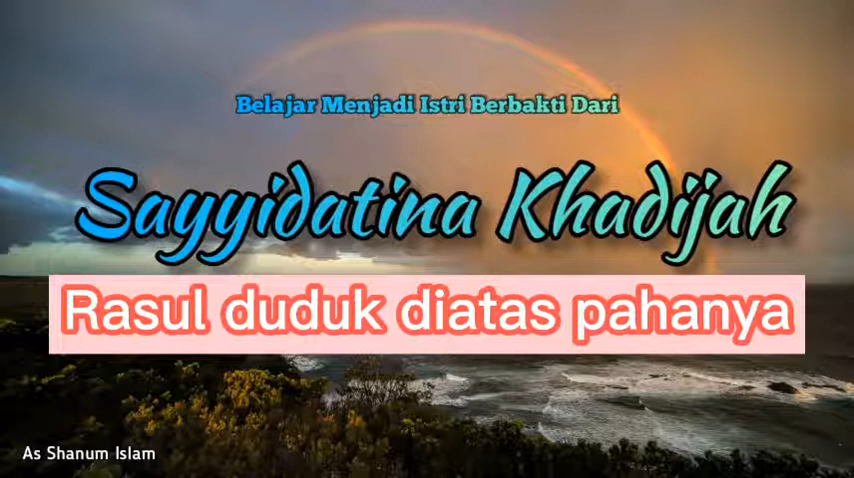 Belajar Menjadi Istri Berbakti Dari
Sayyidatina Khadijah
Rasul duduk diatas pahanya
As Shanum Islam